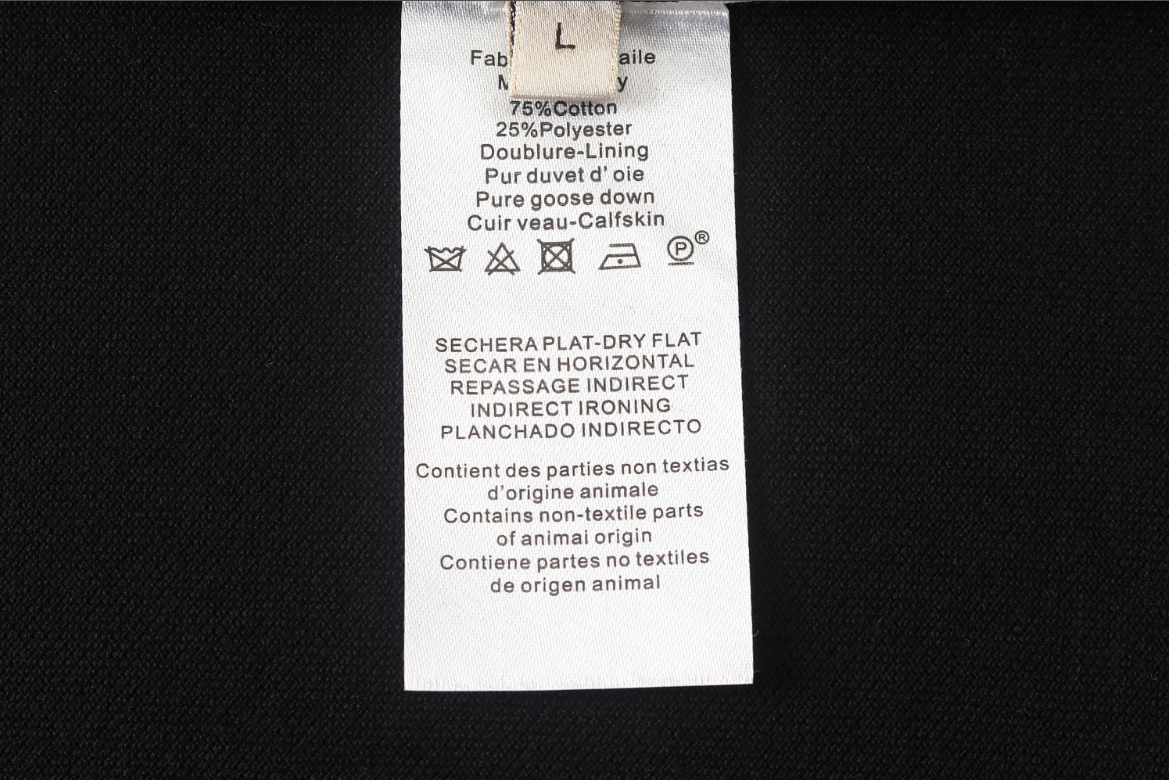 L
75%Cotton
25%Polyester
Doublure-Lining
Pur duvet d' oie
Pure goose down
Cuir veau-Calfskin
P®
SECHERA PLAT-DRY FLAT
SECAR EN HORIZONTAL
REPASSAGE INDIRECT
INDIRECT IRONING
PLANCHADO INDIRECTO
Contient des parties non textias
d'origine animale
Contains non-textile parts
of animai origin
Contiene partes no textiles
de origen animal